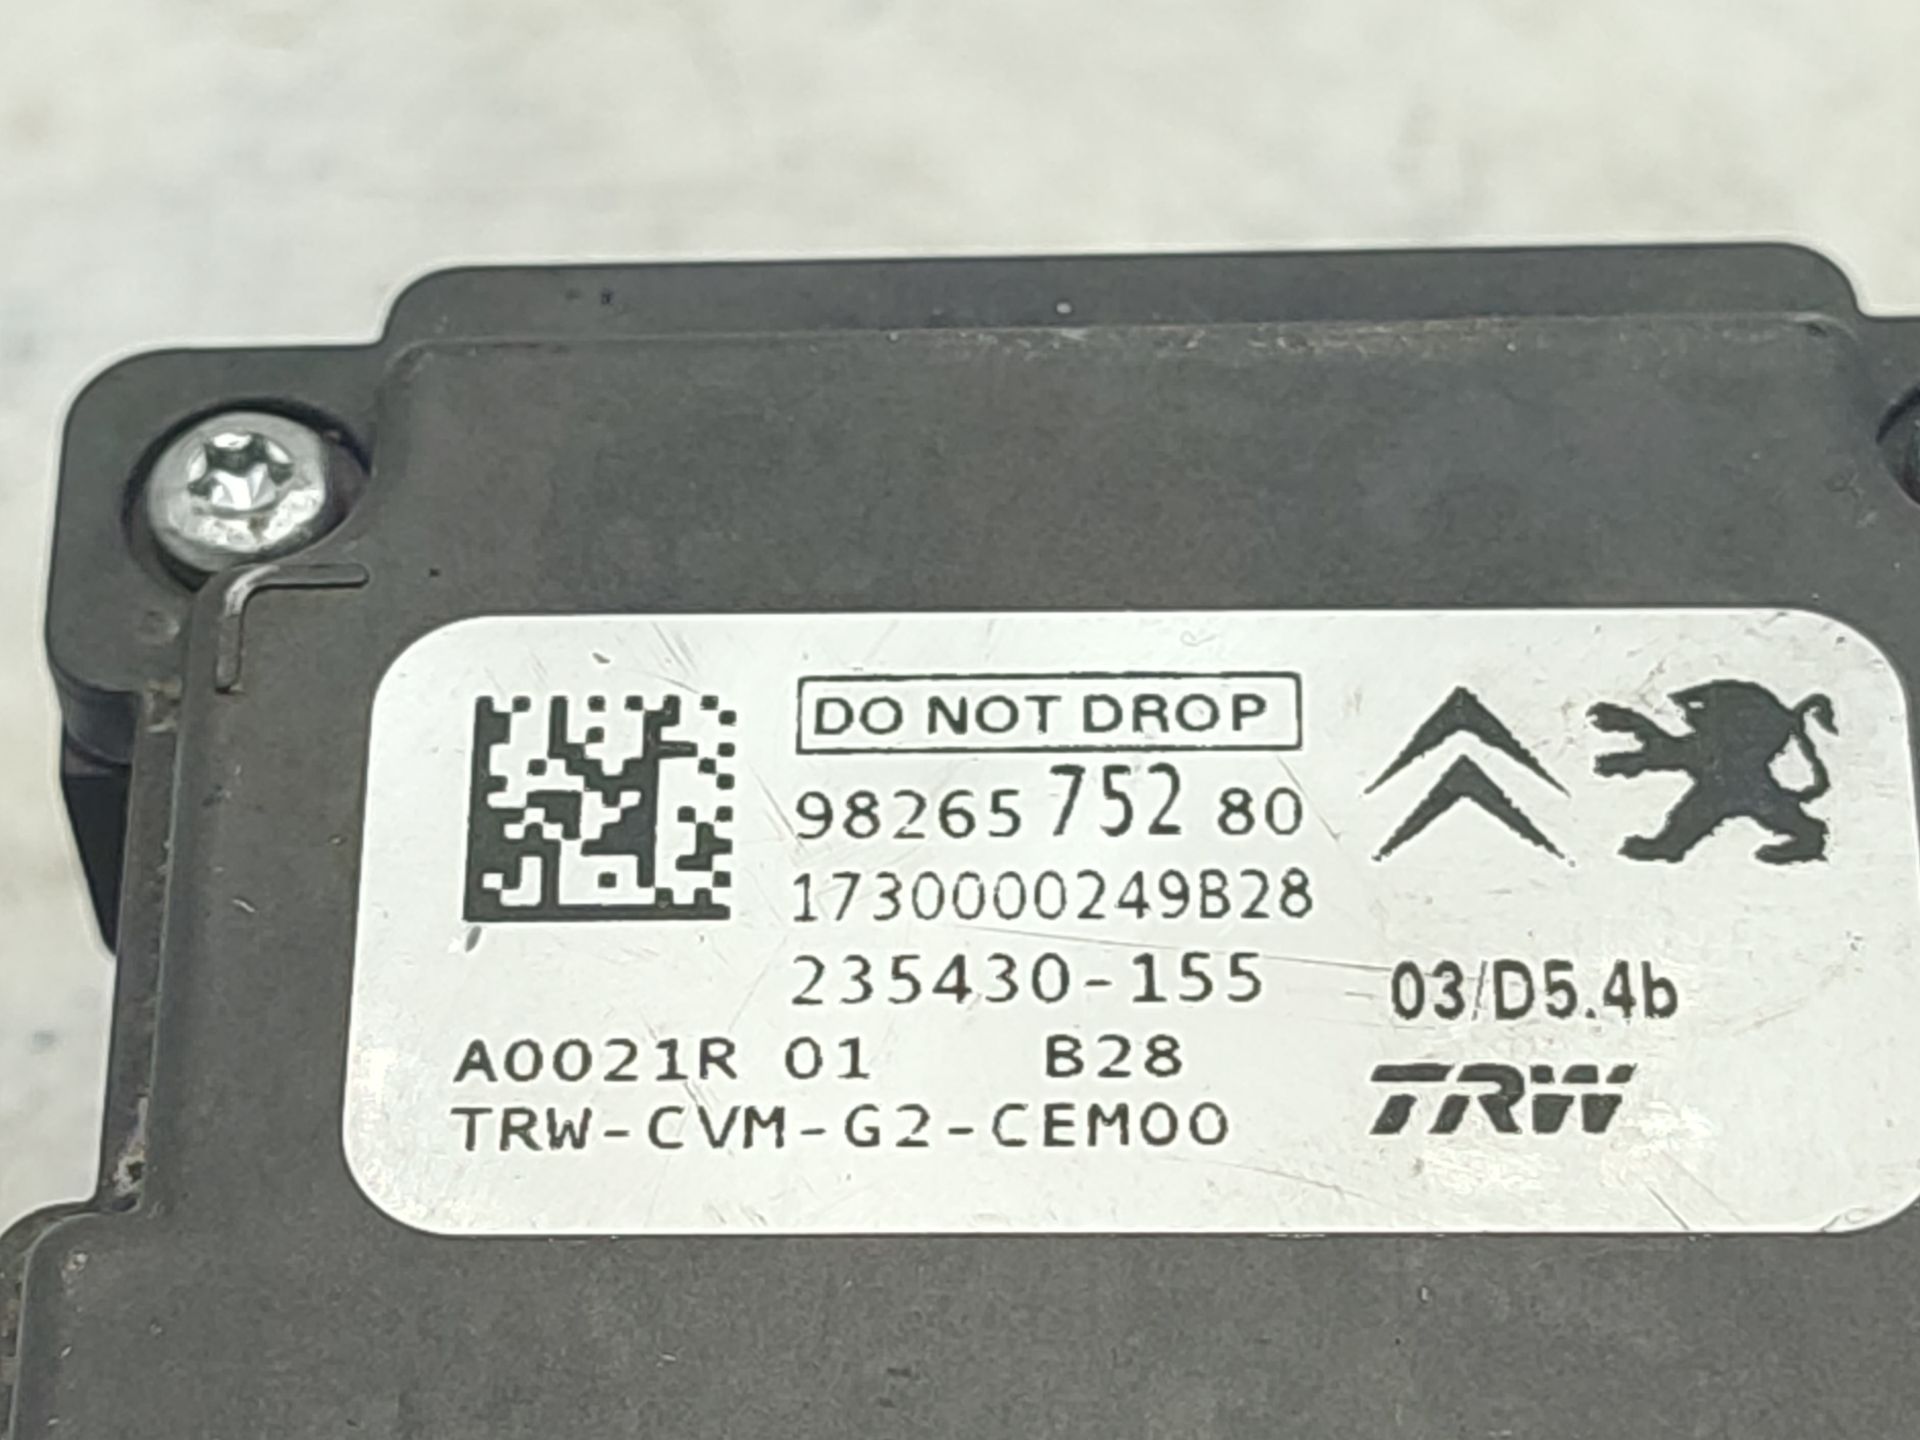 DO NOT DROP
98265 752 80
1730000249B28
235430-155
03/D5.4b
A0021R 01 B28
TRW-CVM-G2-CEM00
TRW